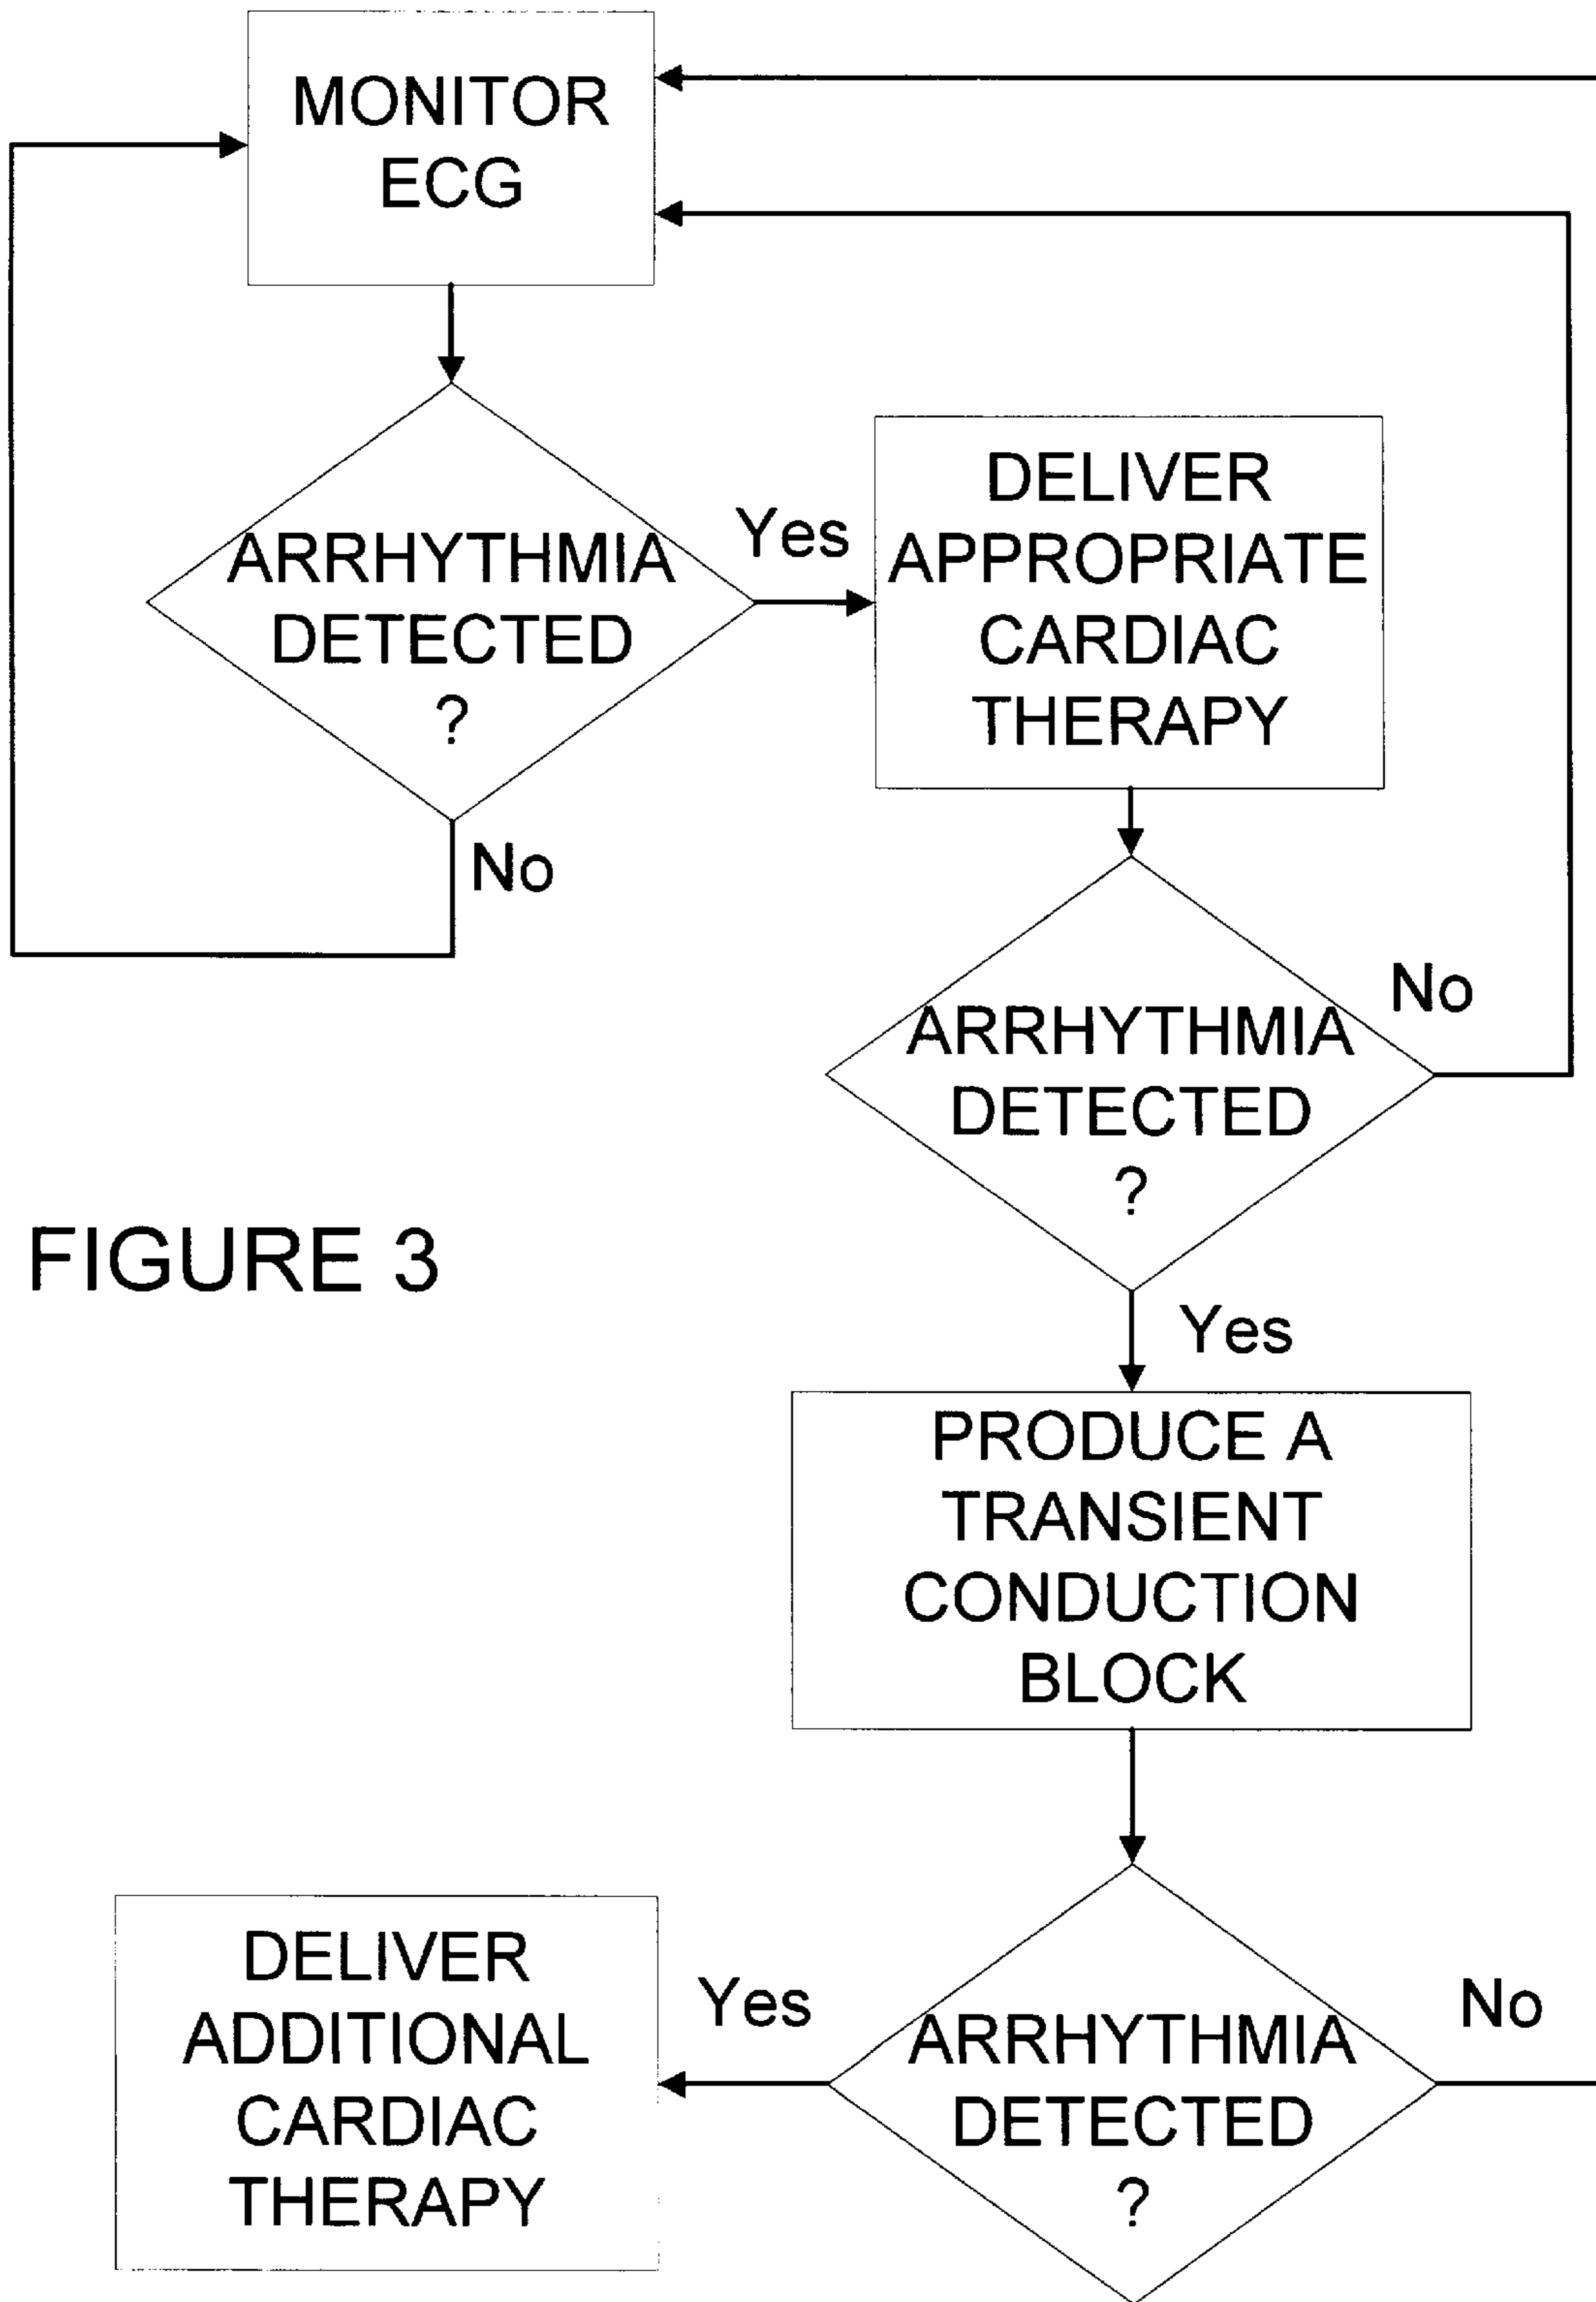 MONITOR
ECG
ARRHYTHMIA
DETECTED
?
Yes
No
DELIVER
APPROPRIATE
CARDIAC
THERAPY
ARRHYTHMIA
DETECTED
?
No
Yes
FIGURE 3
PRODUCE A
TRANSIENT
CONDUCTION
BLOCK
ARRHYTHMIA
DETECTED
?
Yes
No
DELIVER
ADDITIONAL
CARDIAC
THERAPY